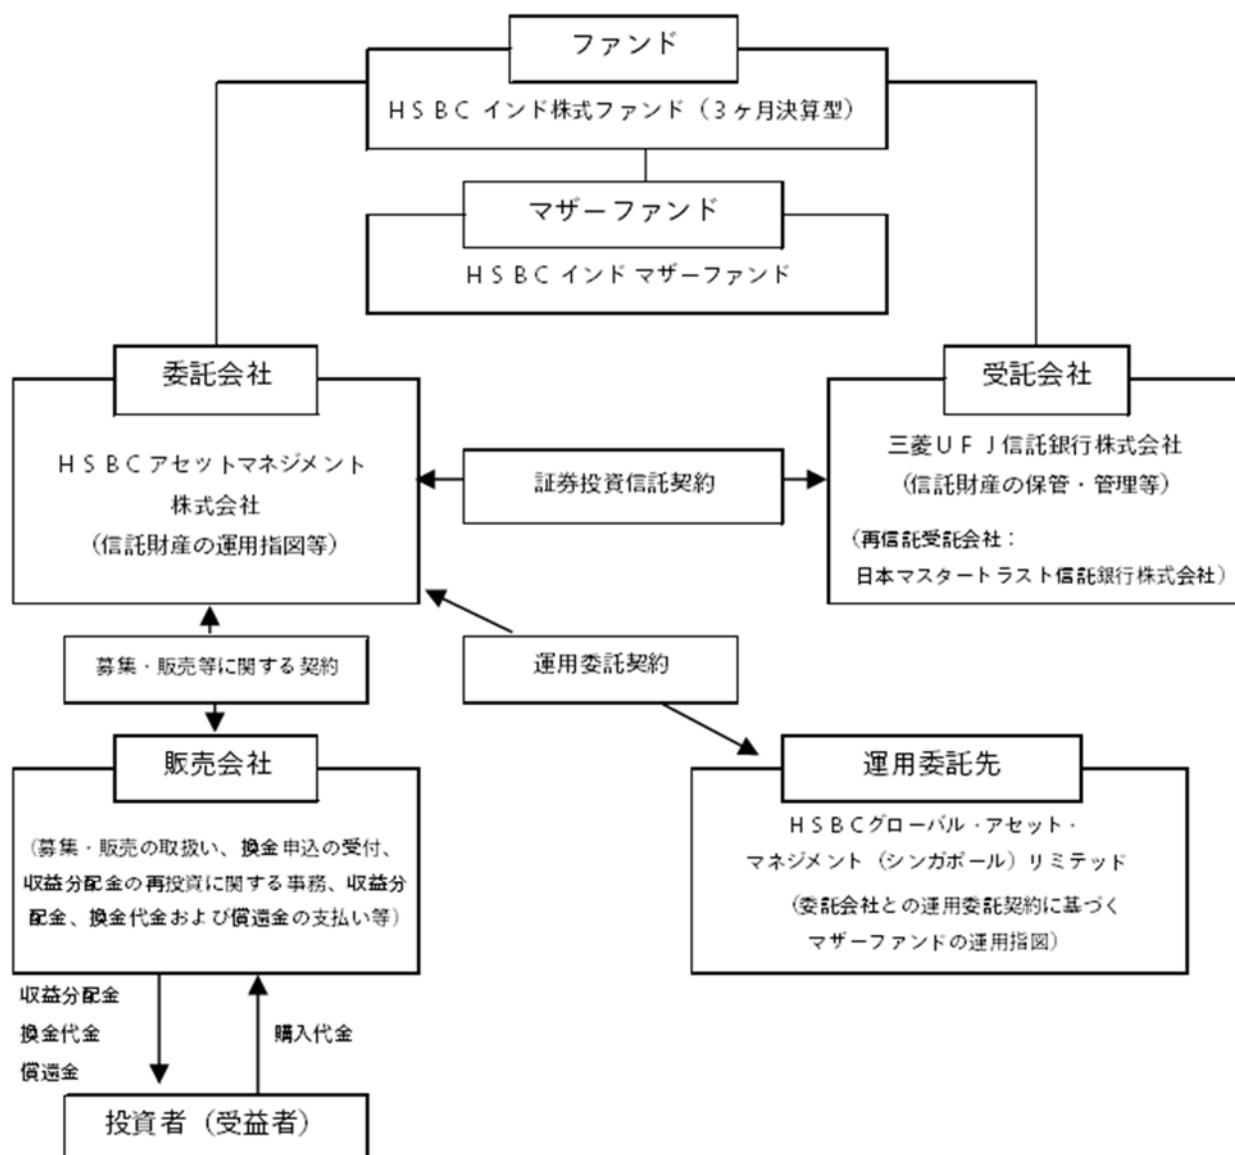 ファンド
HSBC インド株式ファンド（３ヶ月決算型）
マザーファンド
HSBC インド マザーファンド
委託会社
HSBCアセットマネジメント
株式会社
（信託財産の運用指図等）
証券投資信託契約
受託会社
三菱UFJ信託銀行株式会社
（信託財産の保管・管理等）
（再信託受託会社：
日本マスタートラスト信託銀行株式会社）
募集・販売等に関する契約
運用委託契約
販売会社
（募集・販売の取扱い、換金申込の受付、
収益分配金の再投資に関する事務、収益分
配金、換金代金および償還金の支払い等）
運用委託先
HSBCグローバル・アセット・
マネジメント（シンガポール）リミテッド
（委託会社との運用委託契約に基づく
マザーファンドの運用指図）
収益分配金
換金代金
償還金
購入代金
投資者（受益者）